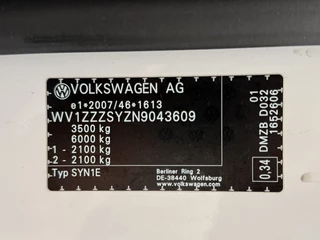 VOLKSWAGEN AG
e1*2007/46*1613
WV1ZZZSYZN9043609
3500 kg
6000 kg
1 - 2100 kg
2 - 2100 kg
Typ SYN1E
Berliner Ring 2
DE-38440 Wolfsburg
www.volkswagen.com
0,34
DMZB D032
1652606
01